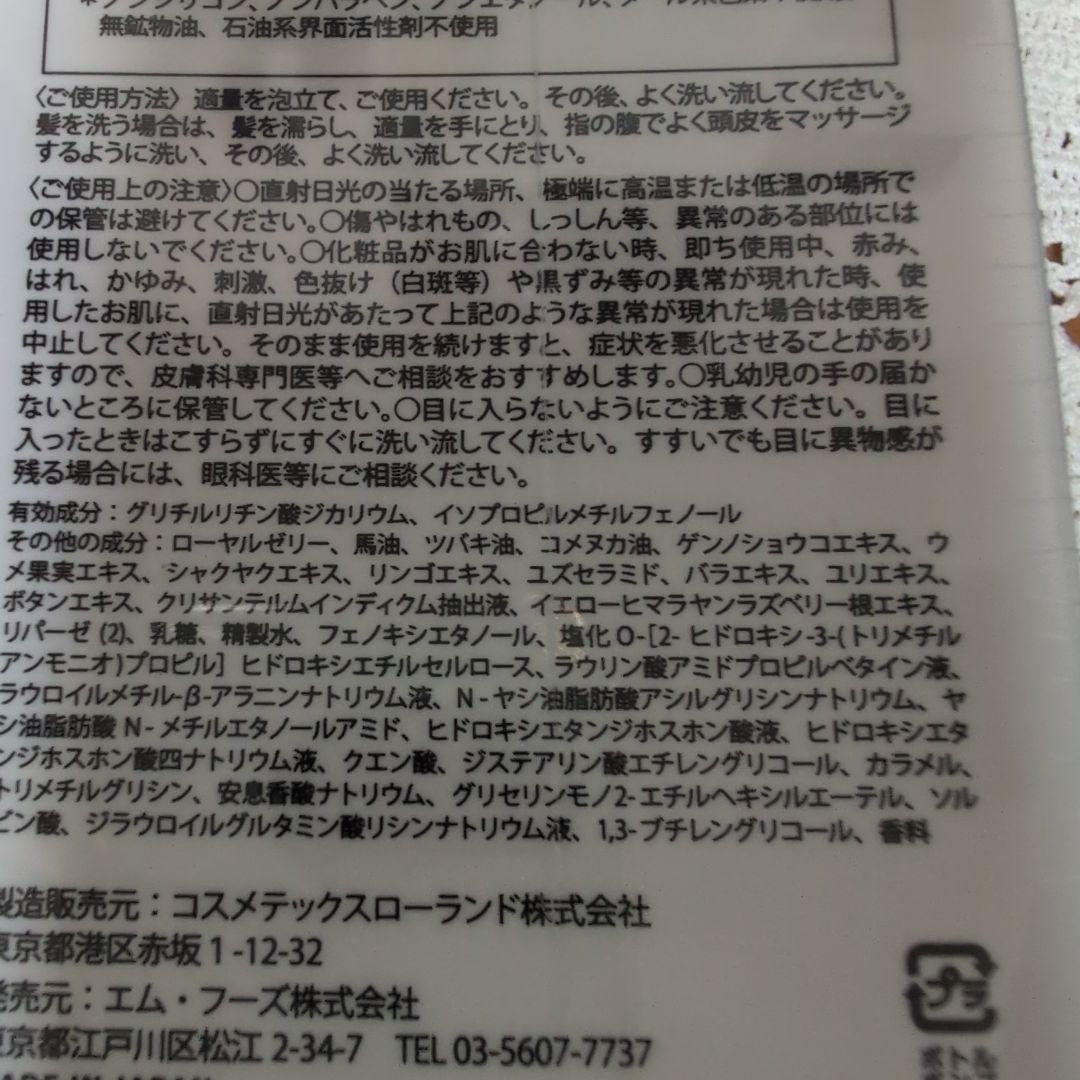 *ノンシリコン、ノンパラベン、ノンエタノール、
無鉱物油、石油系界面活性剤不使用
〈ご使用方法〉適量を泡立て、ご使用ください。その後、よく洗い流してください。
髪を洗う場合は、髪を濡らし、適量を手にとり、指の腹でよく頭皮をマッサージ
するように洗い、その後、よく洗い流してください。
〈ご使用上の注意〉〇直射日光の当たる場所、極端に高温または低温の場所で
の保管は避けてください。〇傷やはれもの、しっしん等、異常のある部位には
使用しないでください。〇化粧品がお肌に合わない時、即ち使用中、赤み、
はれ、かゆみ、刺激、色抜け（白斑等）や黒ずみ等の異常が現れた時、使
用したお肌に、直射日光があたって上記のような異常が現れた場合は使用を
中止してください。そのまま使用を続けますと、症状を悪化させることがあり
ますので、皮膚科専門医等へご相談をおすすめします。〇乳幼児の手の届か
ないところに保管してください。〇目に入らないようにご注意ください。目に
入ったときはこすらずにすぐに洗い流してください。すすいでも目に異物感が
残る場合には、眼科医等にご相談ください。
有効成分：グリチルリチン酸ジカリウム、イソプロピルメチルフェノール
その他の成分：ローヤルゼリー、馬油、ツバキ油、コメヌカ油、ゲンノショウコエキス、ウ
メ果実エキス、シャクヤクエキス、リンゴエキス、ユズセラミド、バラエキス、ユリエキス、
ボタンエキス、クリサンテルムインディクム抽出液、イエローヒマラヤンラズベリー根エキス、
リパーゼ(2)、乳糖、精製水、フェノキシエタノール、塩化O-[2-ヒドロキシ-3-(トリメチル
アンモニオ)プロピル]ヒドロキシエチルセルロース、ラウリン酸アミドプロピルベタイン液、
ラウロイルメチル-β-アラニンナトリウム液、N-ヤシ油脂肪酸アシルグリシンナトリウム、ヤ
シ油脂肪酸N-メチルエタノールアミド、ヒドロキシエタンジホスホン酸液、ヒドロキシエタ
ンジホスホン酸四ナトリウム液、クエン酸、ジステアリン酸エチレングリコール、カラメル、
トリメチルグリシン、安息香酸ナトリウム、グリセリンモノ2-エチルヘキシルエーテル、ソル
ビン酸、ジラウロイルグルタミン酸リシンナトリウム液、1,3-ブチレングリコール、香料
製造販売元：コスメテックスローランド株式会社
東京都港区赤坂1-12-32
発売元：エム・フーズ株式会社
東京都江戸川区松江2-34-7　TEL 03-5607-7737
プラ
ボトル